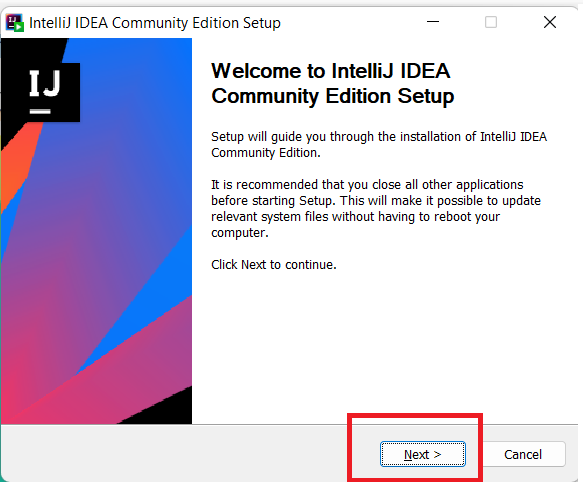 IntelliJ IDEA Community Edition Setup
IJ
Welcome to IntelliJ IDEA
Community Edition Setup
Setup will guide you through the installation of IntelliJ IDEA
Community Edition.
It is recommended that you close all other applications
before starting Setup. This will make it possible to update
relevant system files without having to reboot your
computer.
Click Next to continue.
Next >
Cancel